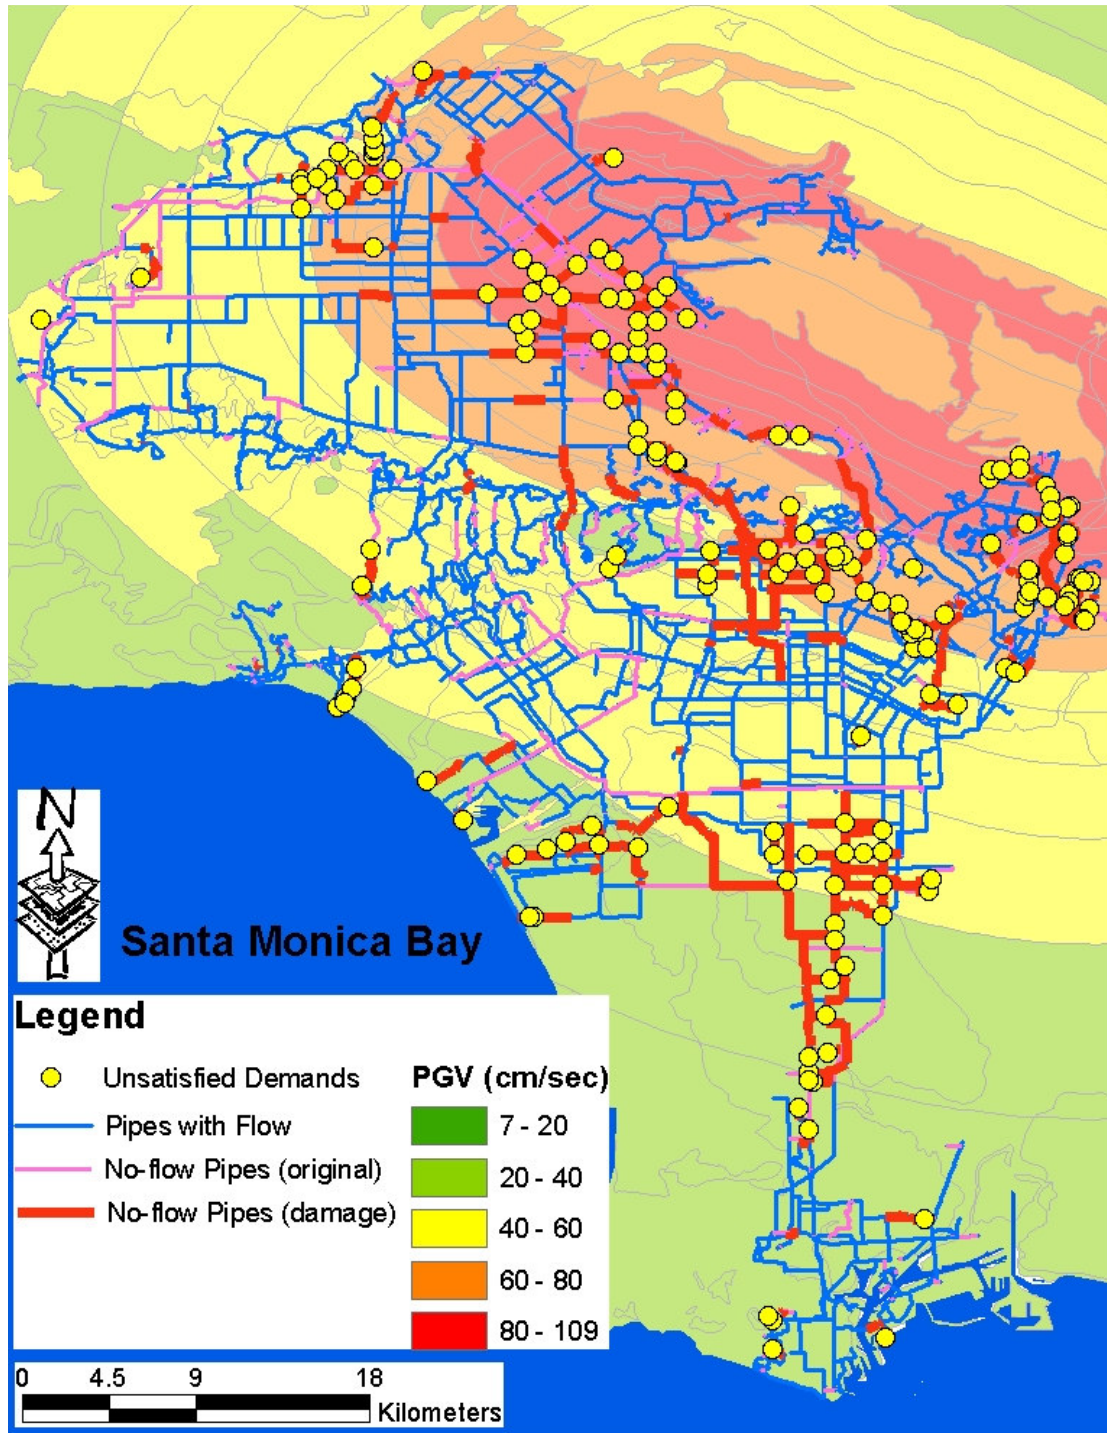 N
Santa Monica Bay
Legend
Unsatisfied Demands
Pipes with Flow
No-flow Pipes (original)
No-flow Pipes (damage)
PGV (cm/sec)
7 - 20
20 - 40
40 - 60
60 - 80
80 - 109
0 4.5 9 18
Kilometers